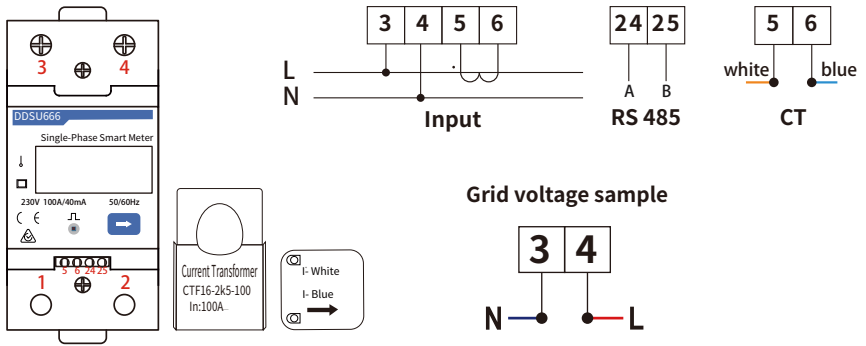 3 4
DDSU666
Single-Phase Smart Meter
230V 100A/40mA 50/60Hz
5 6 24 25
1 2
Current Transformer
CTF16-2k5-100
In:100A
I- White
I- Blue
3 4 5 6
L
N
Input
24 25
A B
RS 485
5 6
white blue
CT
Grid voltage sample
3 4
N L